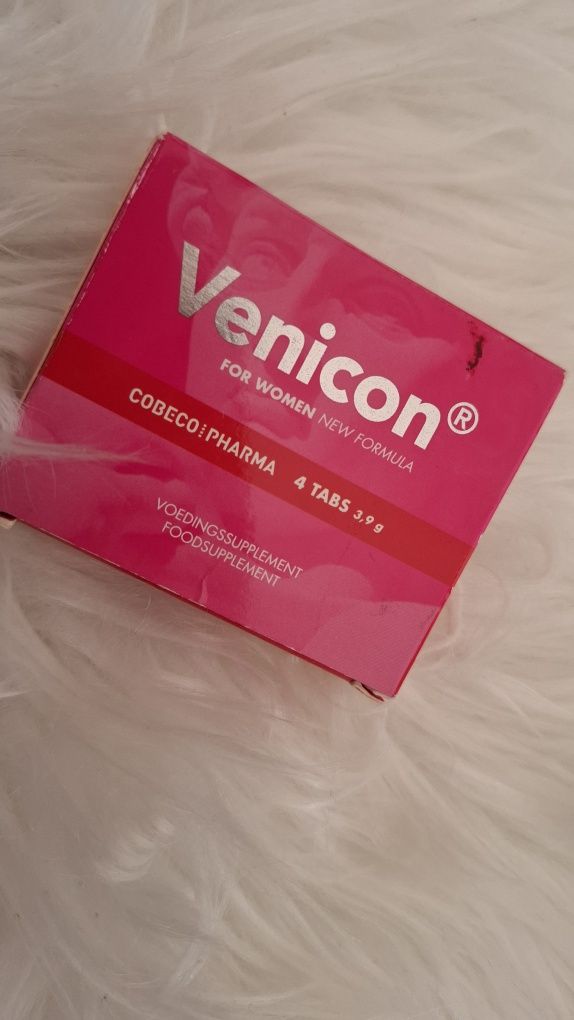 Venicon®
FOR WOMEN NEW FORMULA
COBECO PHARMA 4 TABS 3,9 g
VOEDINGSSUPPLEMENT
FOODSUPPLEMENT